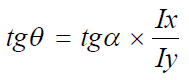 tgθ = tgα × Ix/Iy